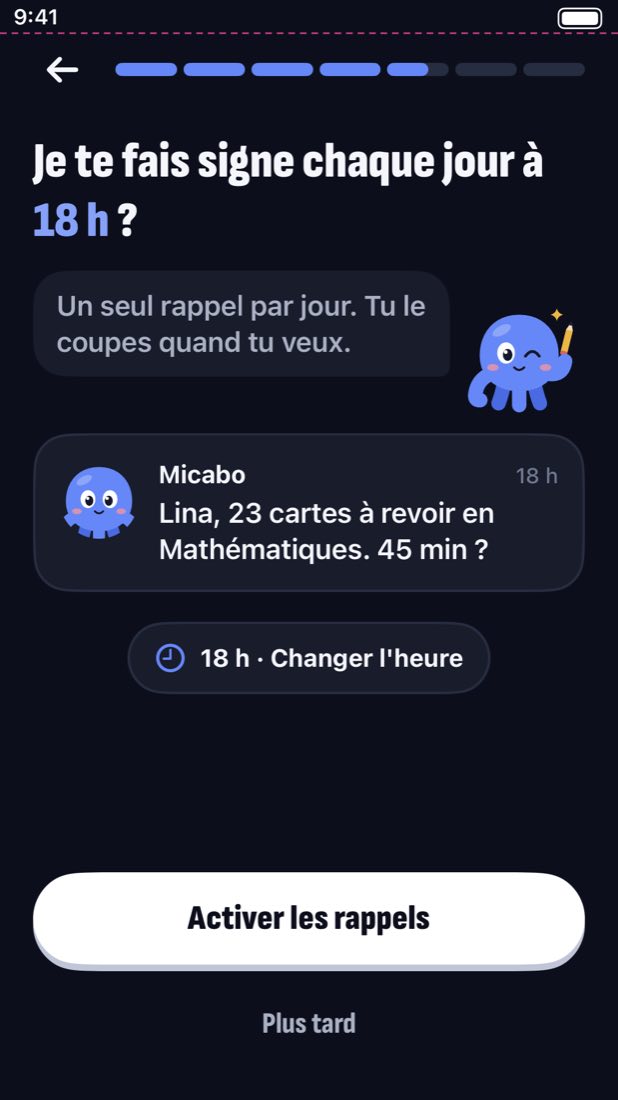 9:41
Je te fais signe chaque jour à
18 h ?
Un seul rappel par jour. Tu le
coupes quand tu veux.
Micabo
18 h
Lina, 23 cartes à revoir en
Mathématiques. 45 min ?
18 h · Changer l'heure
Activer les rappels
Plus tard